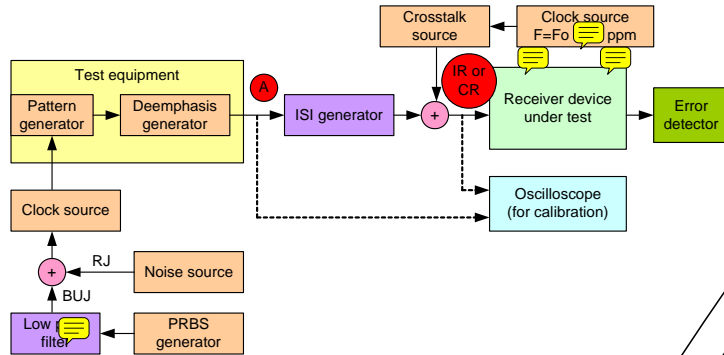 Crosstalk
source
Clock source
F=Fo ppm
Test equipment
Pattern
generator
Deemphasis
generator
A
ISI generator
+
IR or
CR
Receiver device
under test
Error
detector
Clock source
Oscilloscope
(for calibration)
+
RJ
Noise source
BUJ
Low
filter
PRBS
generator